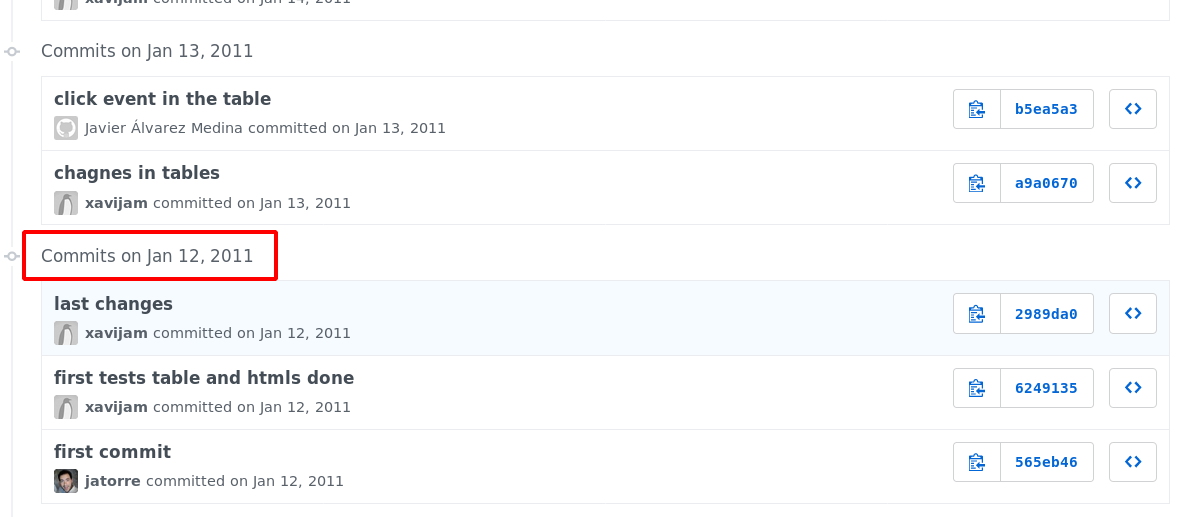 xavijam committed on Jan 14, 2011
Commits on Jan 13, 2011
click event in the table
b5ea5a3
Javier Álvarez Medina committed on Jan 13, 2011
chagnes in tables
a9a0670
xavijam committed on Jan 13, 2011
Commits on Jan 12, 2011
last changes
2989da0
xavijam committed on Jan 12, 2011
first tests table and htmls done
6249135
xavijam committed on Jan 12, 2011
first commit
565eb46
jatorre committed on Jan 12, 2011